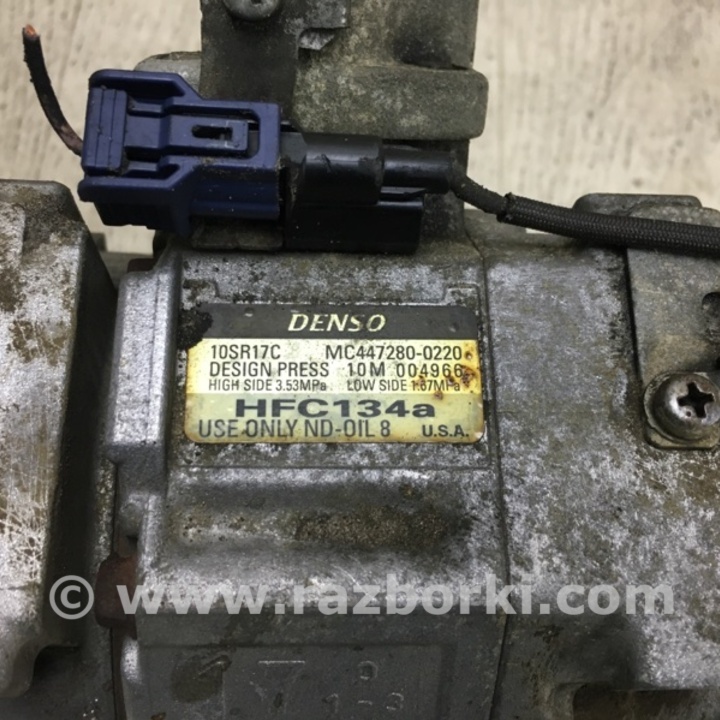 DENSO
10SR17C MC447280-0220
DESIGN PRESS 10M 004966
HIGH SIDE 3.53MPa LOW SIDE 1.67MPa
HFC134a
USE ONLY ND-OIL 8 U.S.A.
© www.razborki.com